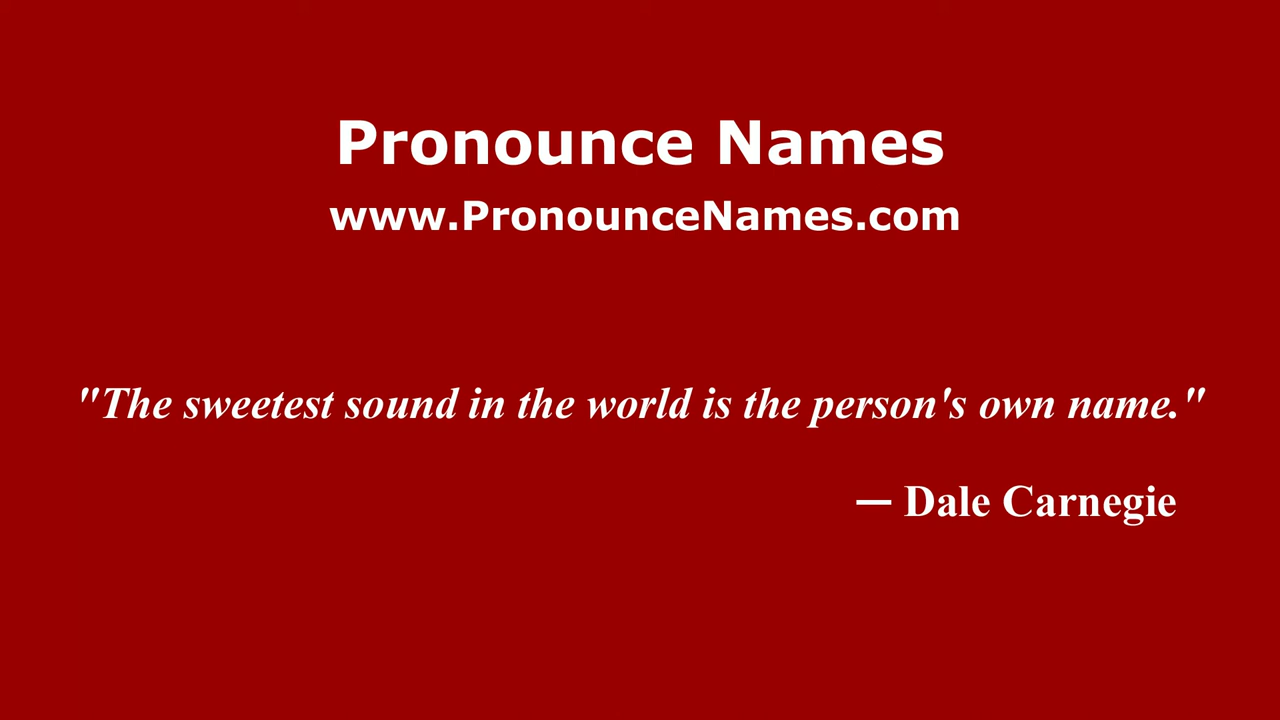 Pronounce Names
www.PronounceNames.com
"The sweetest sound in the world is the person's own name."
— Dale Carnegie